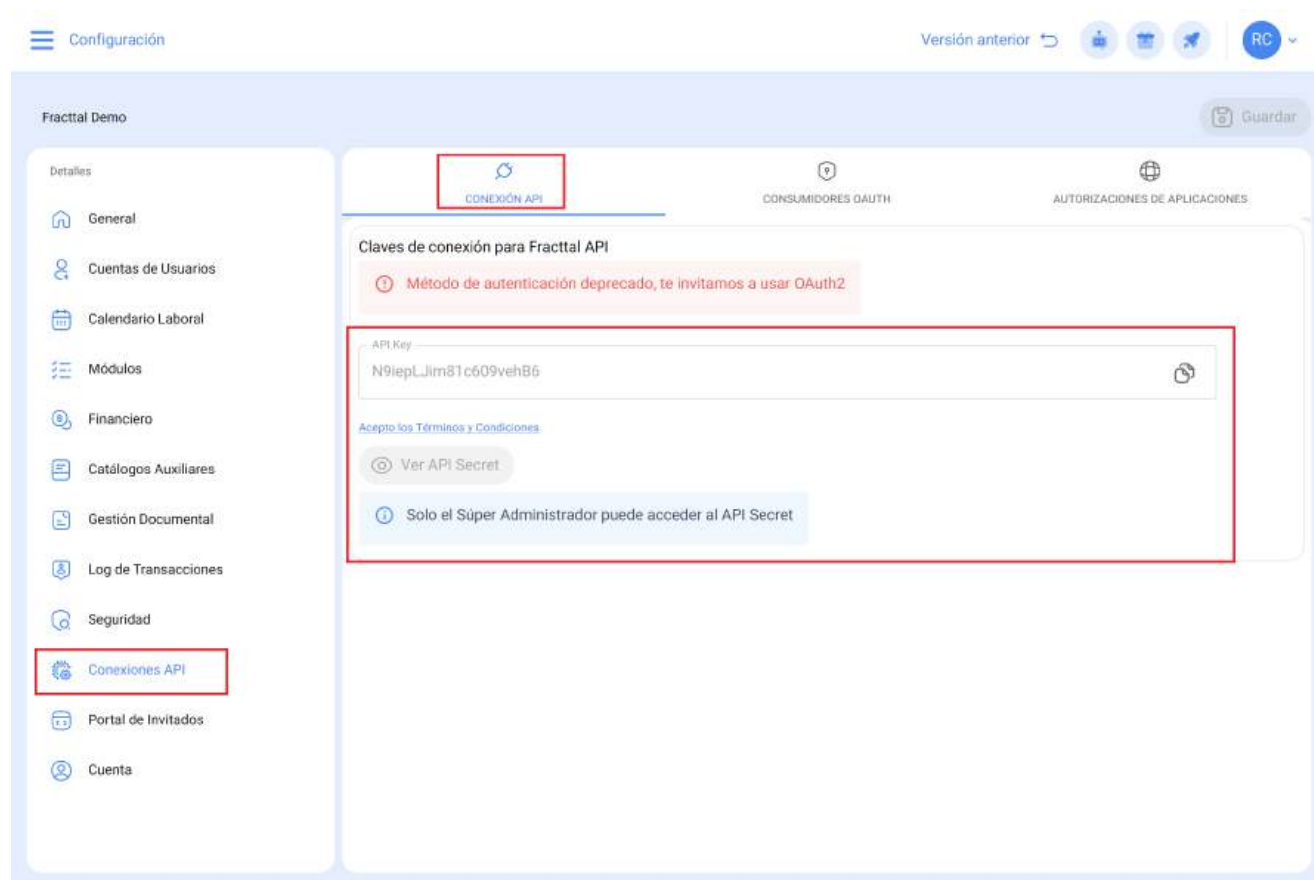 Configuración
Versión anterior
RC
Fracttal Demo
Guardar
Detalles
General
Cuentas de Usuarios
Calendario Laboral
Módulos
Financiero
Catálogos Auxiliares
Gestión Documental
Log de Transacciones
Seguridad
Conexiones API
Portal de Invitados
Cuenta
CONEXIÓN API
CONSUMIDORES OAUTH
AUTORIZACIONES DE APLICACIONES
Claves de conexión para Fracttal API
Método de autenticación deprecado, te invitamos a usar OAuth2
API Key
N9iepLJim81c609vehB6
Acepto los Términos y Condiciones
Ver API Secret
Solo el Súper Administrador puede acceder al API Secret